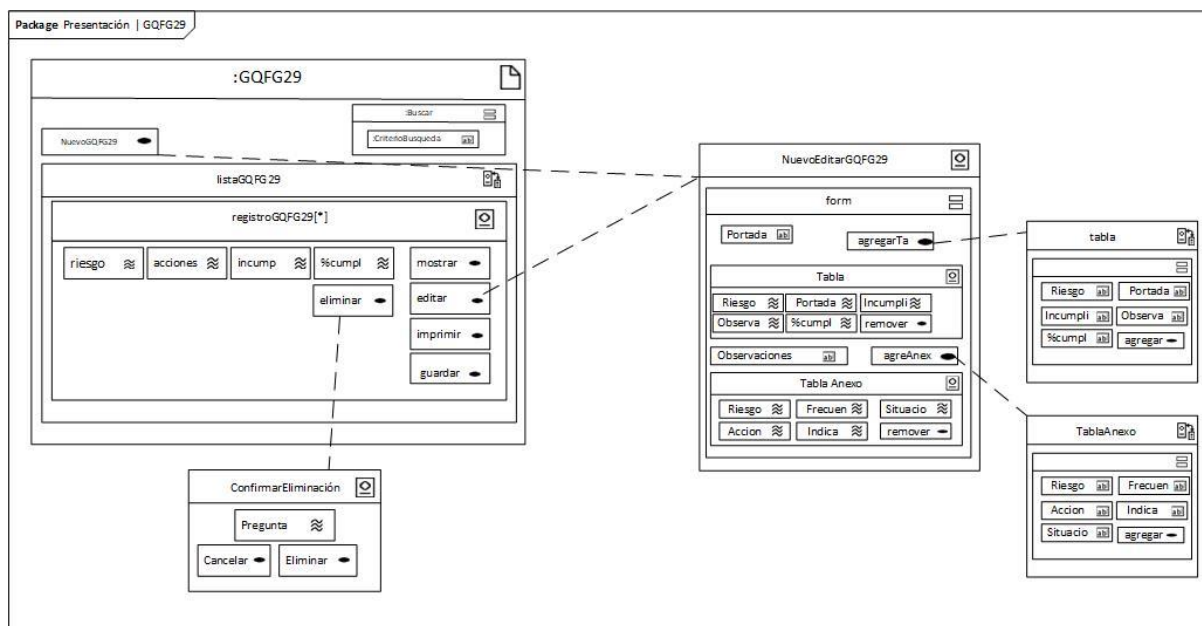 Package Presentación | GQFG29
:GQFG29
:Buscar
:CriterioBusqueda
NuevoGQFG29
listaGQFG29
registroGQFG29[*]
riesgo acciones incump %cumpl mostrar
eliminar editar
imprimir
guardar
ConfirmarEliminación
Pregunta
Cancelar Eliminar
NuevoEditarGQFG29
form
Portada agregarTa
Tabla
Riesgo Portada Incumpli
Observa %cumpl remover
Observaciones agreAnex
Tabla Anexo
Riesgo Frecuen Situacio
Accion Indica remover
tabla
Riesgo Portada
Incumpli Observa
%cumpl agregar
TablaAnexo
Riesgo Frecuen
Accion Indica
Situacio agregar